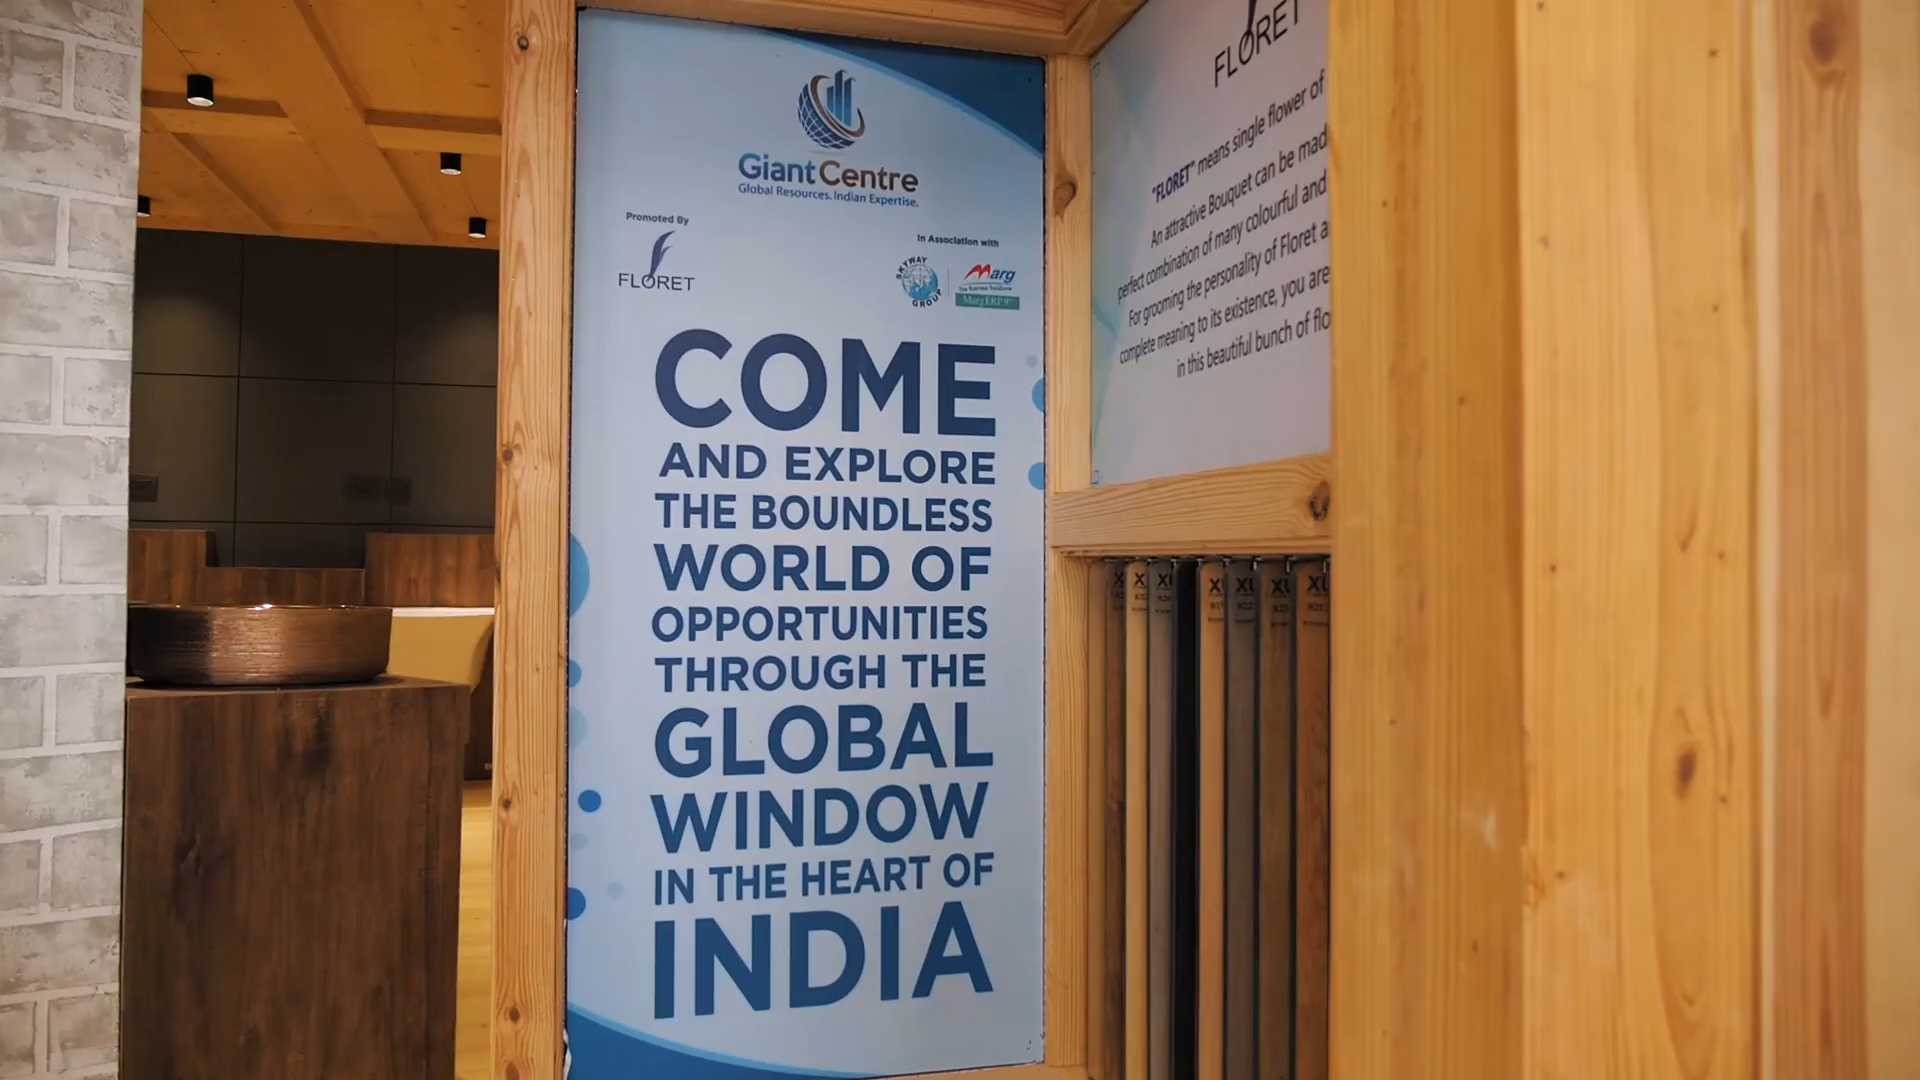 GiantCentre
Global Resources. Indian Expertise.
Promoted By
FLORET
In Association with
SKYWAY GROUP
Marg
Marg ERP 9+
COME
AND EXPLORE
THE BOUNDLESS
WORLD OF
OPPORTUNITIES
THROUGH THE
GLOBAL
WINDOW
IN THE HEART OF
INDIA
FLORET
"FLORET" means single flower of
An attractive Bouquet can be mad
perfect combination of many colourful and
For grooming the personality of Floret a
complete meaning to its existence, you are
in this beautiful bunch of flo